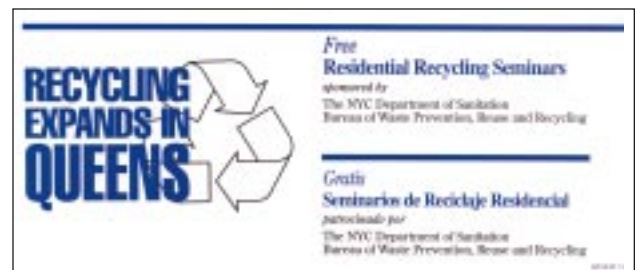 RECYCLING
EXPANDS IN
QUEENS
Free
Residential Recycling Seminars
sponsored by
The NYC Department of Sanitation
Bureau of Waste Prevention, Reuse and Recycling
Gratis
Seminarios de Reciclaje Residencial
patrocinado por
The NYC Department of Sanitation
Bureau of Waste Prevention, Reuse and Recycling